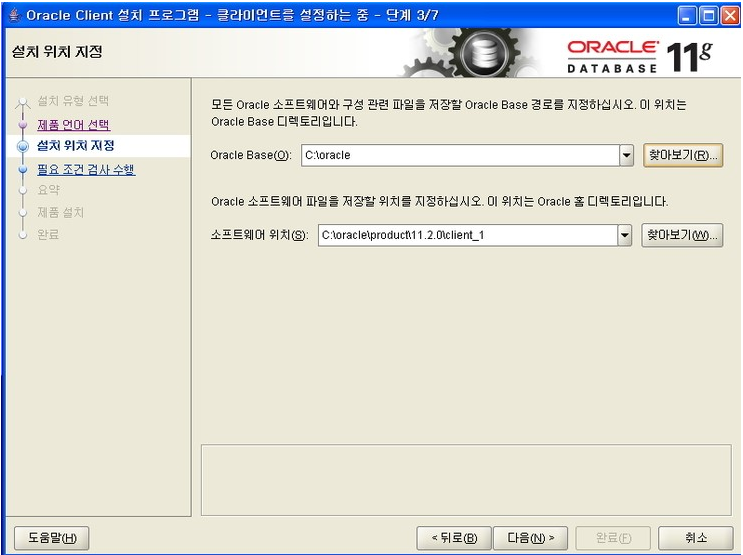 Oracle Client 설치 프로그램 - 클라이언트를 설정하는 중 - 단계 3/7
설치 위치 지정
ORACLE
DATABASE 11g
설치 유형 선택
제품 언어 선택
설치 위치 지정
필요 조건 검사 수행
요약
제품 설치
완료
모든 Oracle 소프트웨어와 구성 관련 파일을 저장할 Oracle Base 경로를 지정하십시오. 이 위치는
Oracle Base 디렉토리입니다.
Oracle Base(O): C:\oracle 찾아보기(R)...
Oracle 소프트웨어 파일을 저장할 위치를 지정하십시오. 이 위치는 Oracle 홈 디렉토리입니다.
소프트웨어 위치(S): C:\oracle\product\11.2.0\client_1 찾아보기(W)...
도움말(H) < 뒤로(B) 다음(N) > 완료(F) 취소